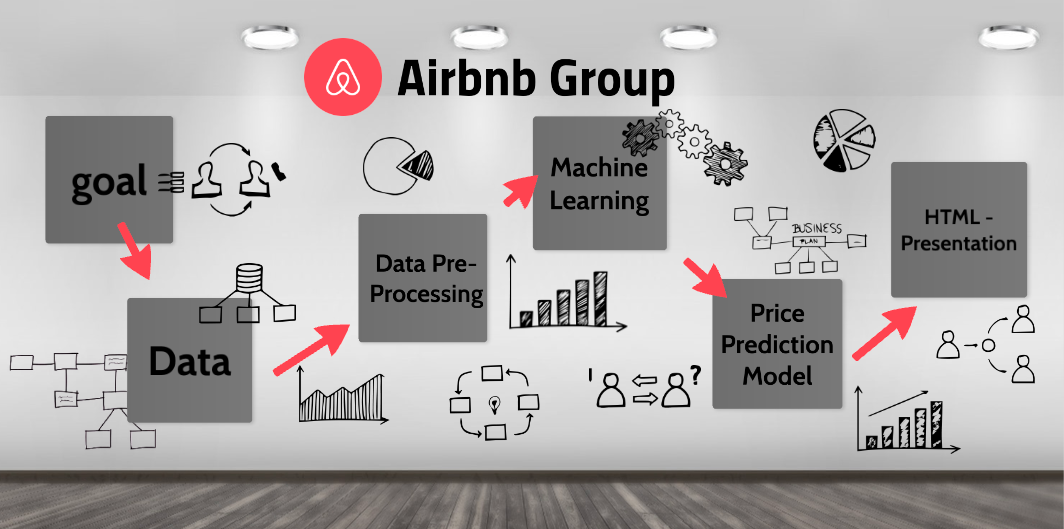 Airbnb Group
goal
Data
Data Pre-
Processing
Machine
Learning
BUSINESS
PLAN
Price
Prediction
Model
HTML -
Presentation
?